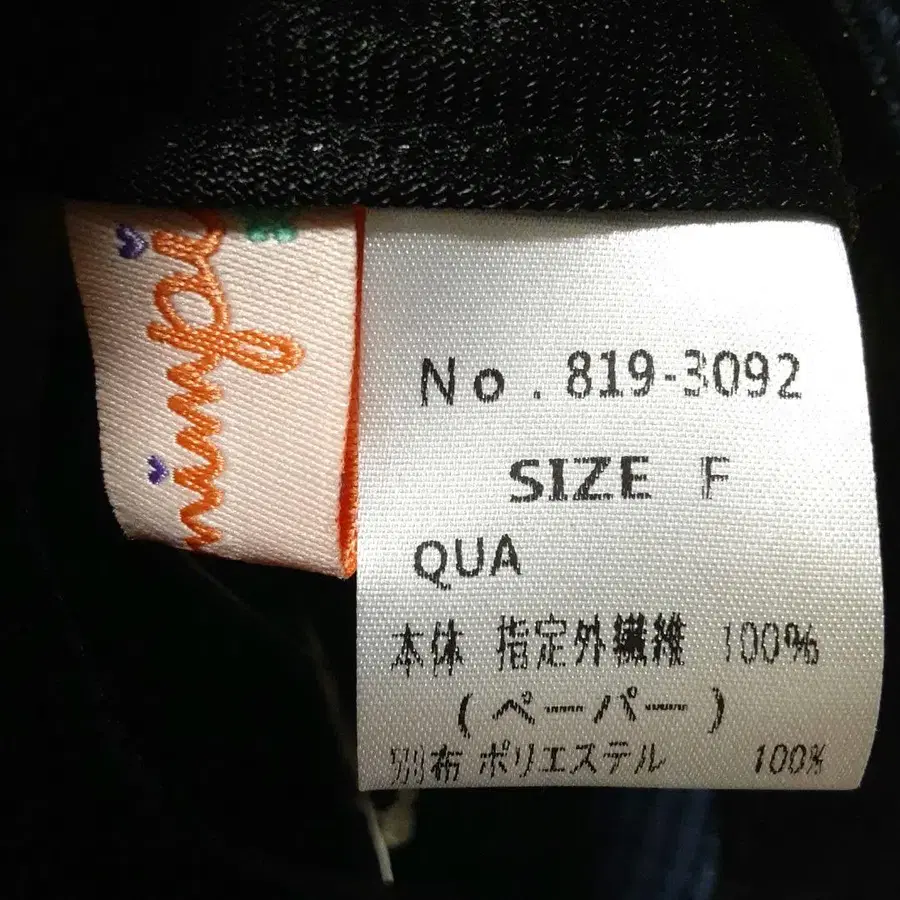 No. 819-3092
SIZE F
QUA
本体 指定外繊維 100%
(ペーパー)
別布 ポリエステル 100%